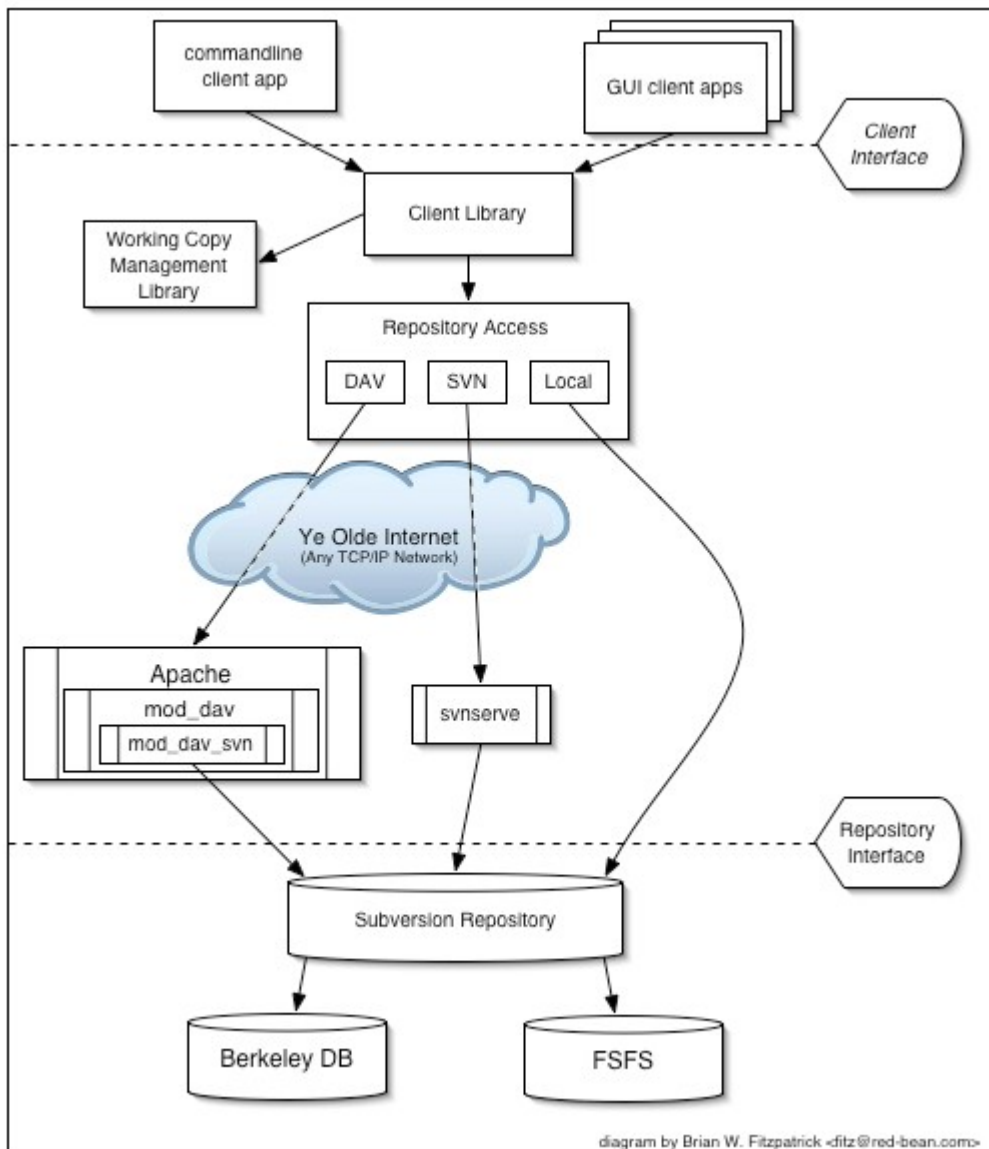 commandline
client app
GUI client apps
Client
Interface
Client Library
Working Copy
Management
Library
Repository Access
DAV
SVN
Local
Ye Olde Internet
(Any TCP/IP Network)
Apache
mod_dav
mod_dav_svn
svnserve
Repository
Interface
Subversion Repository
Berkeley DB
FSFS
diagram by Brian W. Fitzpatrick <fitz@red-bean.com>